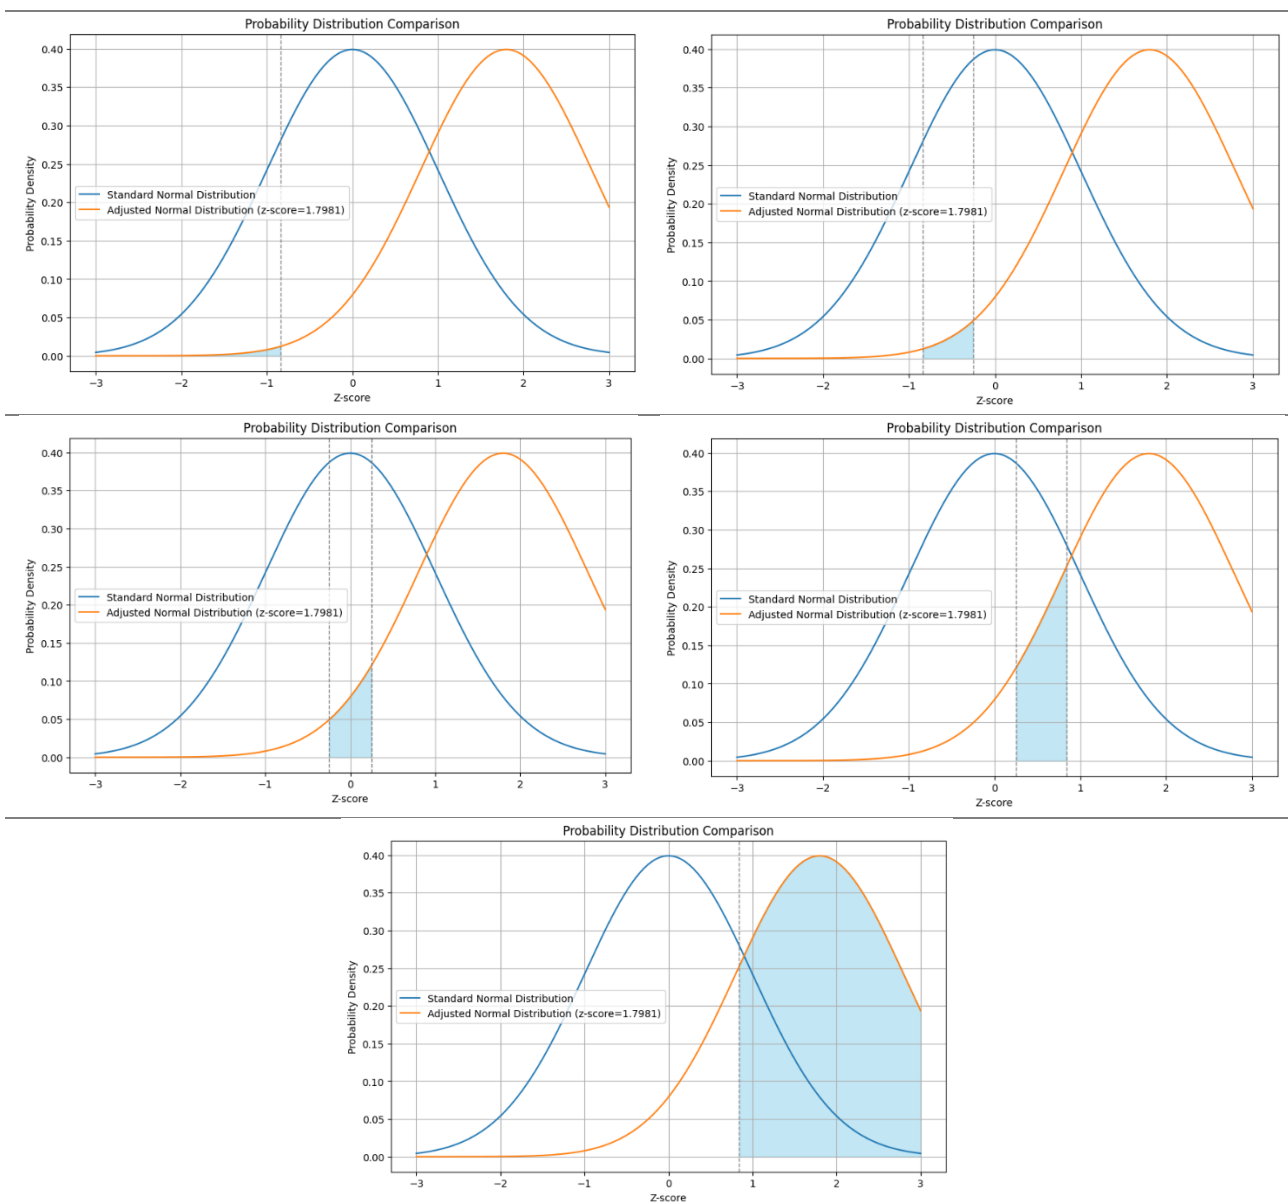 Probability Distribution Comparison
0.40
0.35
0.30
0.25
0.20
0.15
0.10
0.05
0.00
Probability Density
Standard Normal Distribution
Adjusted Normal Distribution (z-score=1.7981)
−3 −2 −1 0 1 2 3
Z-score
Probability Distribution Comparison
0.40
0.35
0.30
0.25
0.20
0.15
0.10
0.05
0.00
Probability Density
Standard Normal Distribution
Adjusted Normal Distribution (z-score=1.7981)
−3 −2 −1 0 1 2 3
Z-score
Probability Distribution Comparison
0.40
0.35
0.30
0.25
0.20
0.15
0.10
0.05
0.00
Probability Density
Standard Normal Distribution
Adjusted Normal Distribution (z-score=1.7981)
−3 −2 −1 0 1 2 3
Z-score
Probability Distribution Comparison
0.40
0.35
0.30
0.25
0.20
0.15
0.10
0.05
0.00
Probability Density
Standard Normal Distribution
Adjusted Normal Distribution (z-score=1.7981)
−3 −2 −1 0 1 2 3
Z-score
Probability Distribution Comparison
0.40
0.35
0.30
0.25
0.20
0.15
0.10
0.05
0.00
Probability Density
Standard Normal Distribution
Adjusted Normal Distribution (z-score=1.7981)
−3 −2 −1 0 1 2 3
Z-score